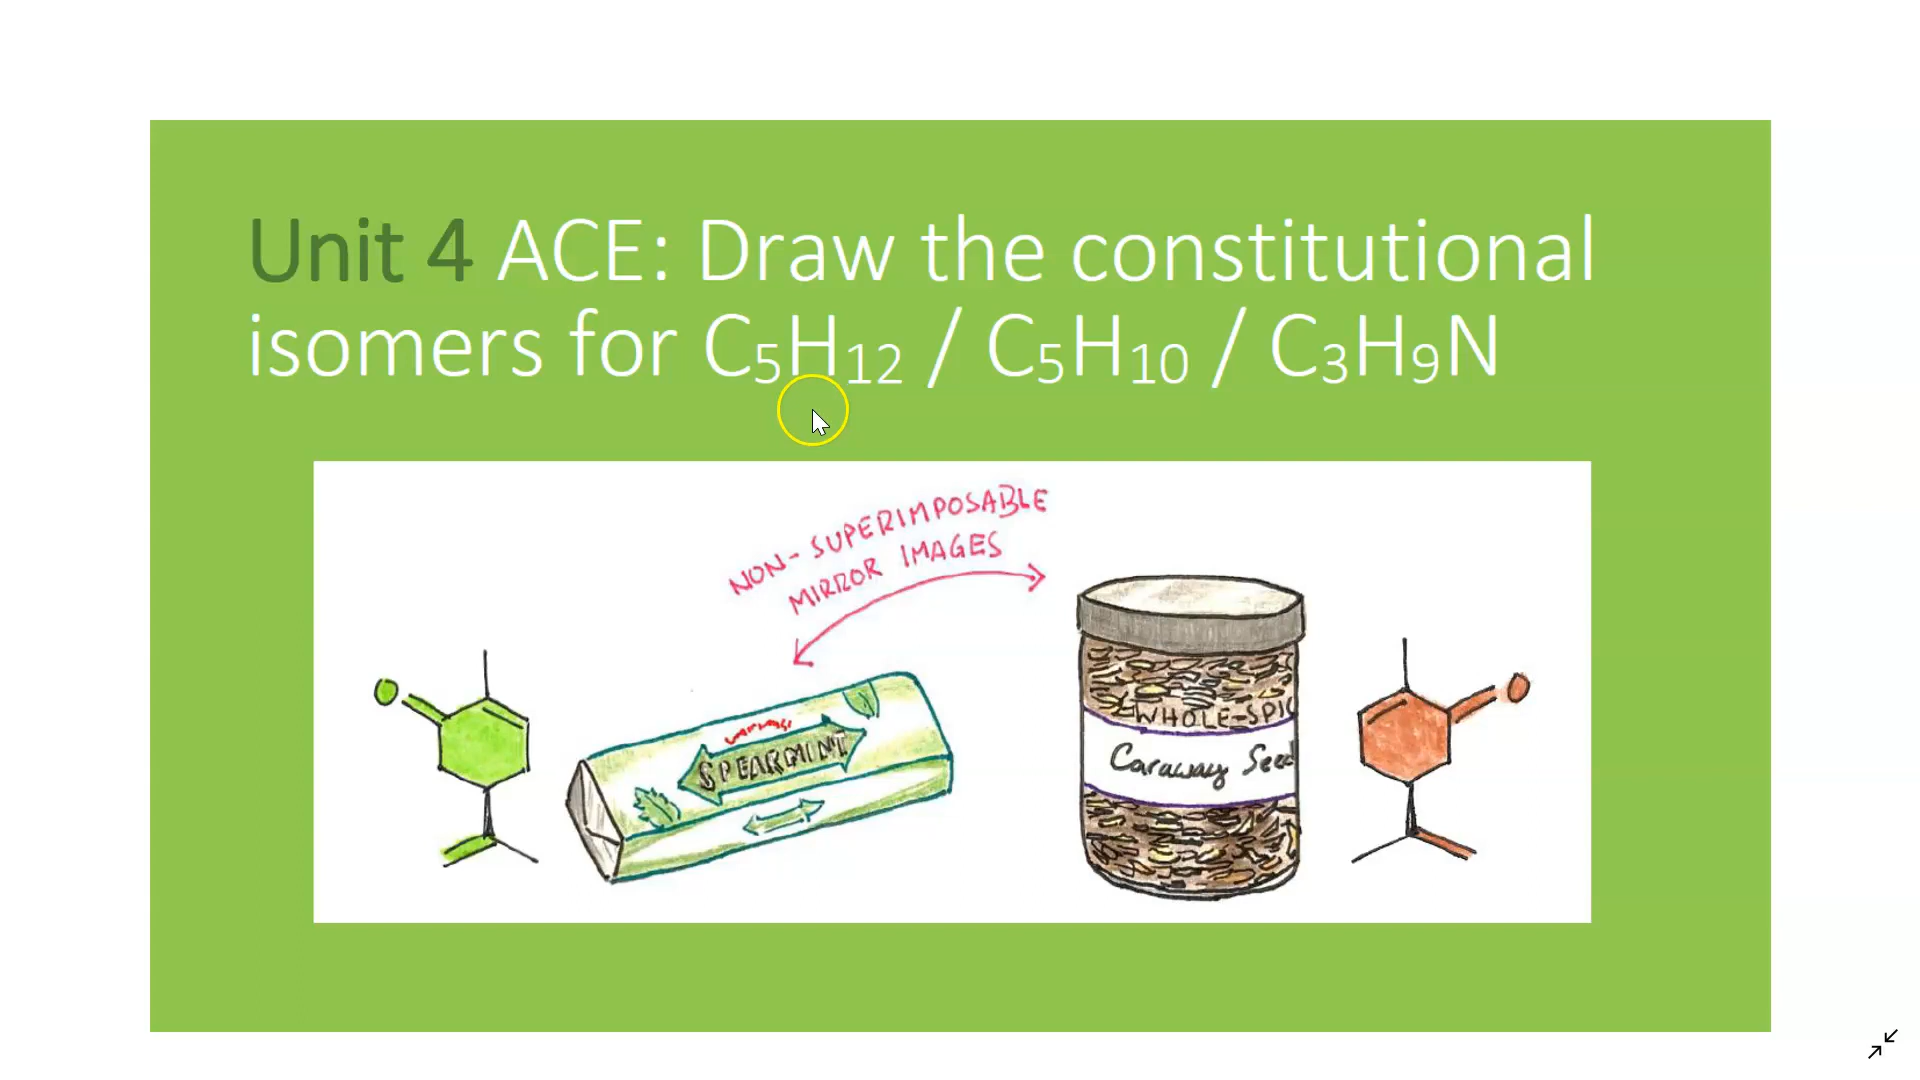 Unit 4 ACE: Draw the constitutional
isomers for C₅H₁₂ / C₅H₁₀ / C₃H₉N
NON-SUPERIMPOSABLE
MIRROR IMAGES
SPEARMINT
WHOLE-SPIC
Caraway Seed